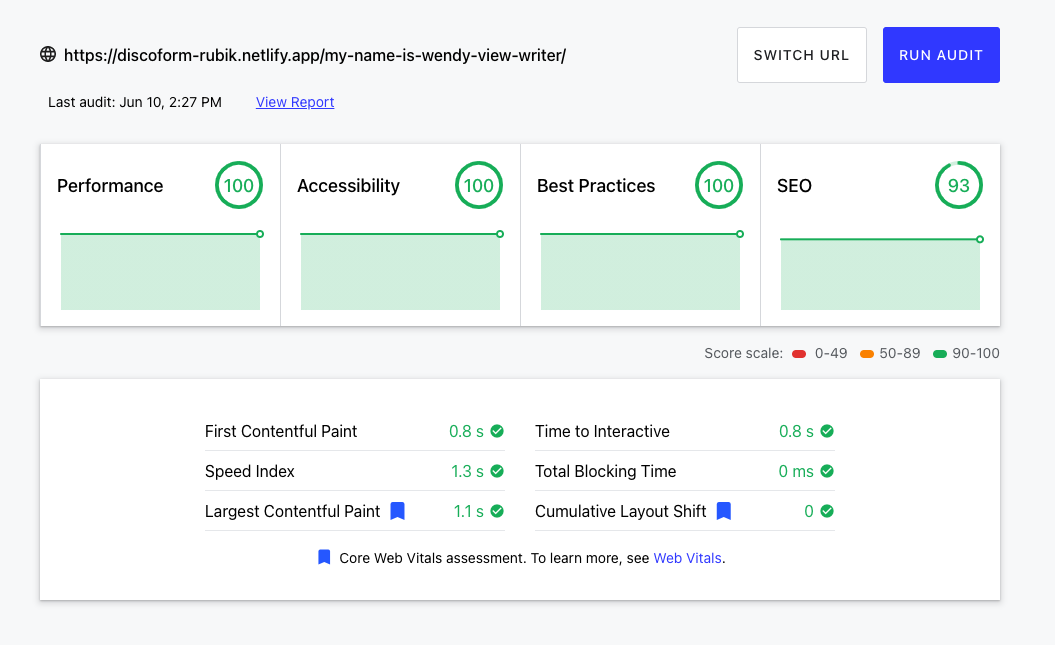 https://discoform-rubik.netlify.app/my-name-is-wendy-view-writer/
SWITCH URL
RUN AUDIT
Last audit: Jun 10, 2:27 PM
View Report
Performance 100
Accessibility 100
Best Practices 100
SEO 93
Score scale: 0-49 50-89 90-100
First Contentful Paint 0.8 s
Time to Interactive 0.8 s
Speed Index 1.3 s
Total Blocking Time 0 ms
Largest Contentful Paint 1.1 s
Cumulative Layout Shift 0
Core Web Vitals assessment. To learn more, see Web Vitals.